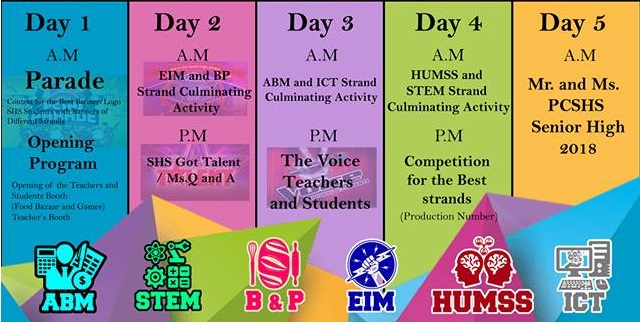 Day 1
A.M
Parade
Contest for the Best Banner/Logo
SHS Students with Banners of
Different Strands
Opening
Program
Opening of the Teachers and
Students Booth
(Food Bazaar and Games)
Teacher's Booth
Day 2
A.M
EIM and BP
Strand Culminating
Activity
P.M
SHS Got Talent
/ Ms.Q and A
Day 3
A.M
ABM and ICT Strand
Culminating Activity
P.M
The Voice
Teachers
and Students
Day 4
A.M
HUMSS and
STEM Strand
Culminating Activity
P.M
Competition
for the Best
strands
(Production Number)
Day 5
A.M
Mr. and Ms.
PCSHS
Senior High
2018
ABM
STEM
B & P
EIM
HUMSS
ICT